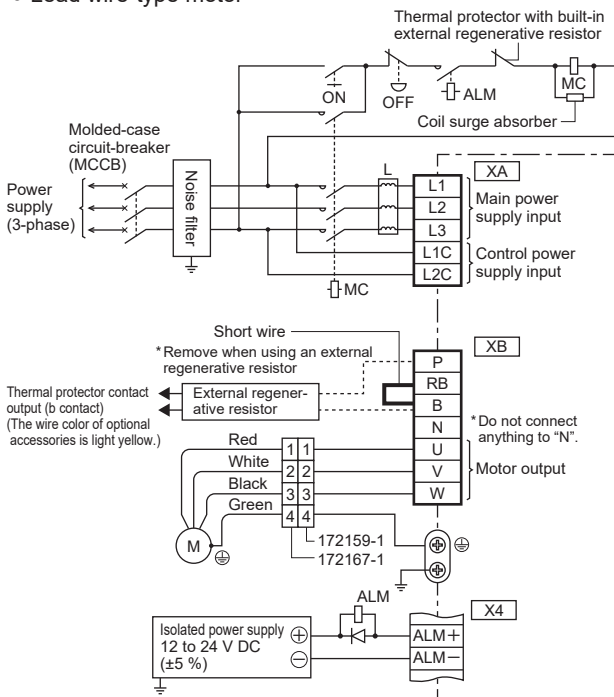 Lead wire type motor
Thermal protector with built-in
external regenerative resistor
ON
OFF
ALM
MC
Coil surge absorber
Molded-case
circuit-breaker
(MCCB)
Power
supply
(3-phase)
Noise filter
L
XA
L1
L2
L3
L1C
L2C
Main power
supply input
Control power
supply input
MC
Short wire
*Remove when using an external
regenerative resistor
XB
P
RB
B
N
U
V
W
Thermal protector contact
output (b contact)
(The wire color of optional
accessories is light yellow.)
External regener-
ative resistor
*Do not connect
anything to “N”.
Motor output
Red
White
Black
Green
1 1
2 2
3 3
4 4
M
172159-1
172167-1
ALM
X4
Isolated power supply
12 to 24 V DC
(±5 %)
+
−
ALM+
ALM−